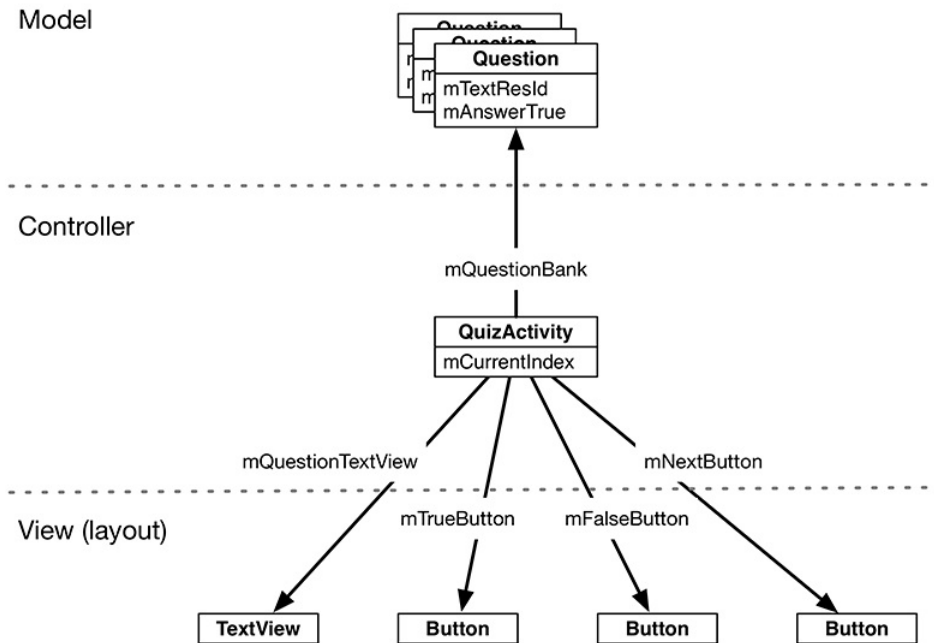 Model
Question
Question
Question
mTextResId
mAnswerTrue
Controller
mQuestionBank
QuizActivity
mCurrentIndex
mQuestionTextView
mNextButton
View (layout)
mTrueButton
mFalseButton
TextView
Button
Button
Button